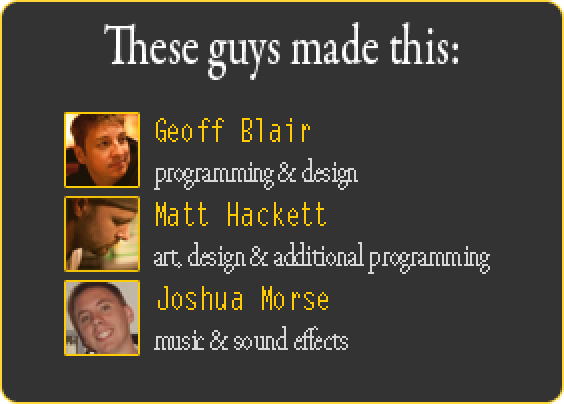 These guys made this:
Geoff Blair
programming & design
Matt Hackett
art, design & additional programming
Joshua Morse
music & sound effects